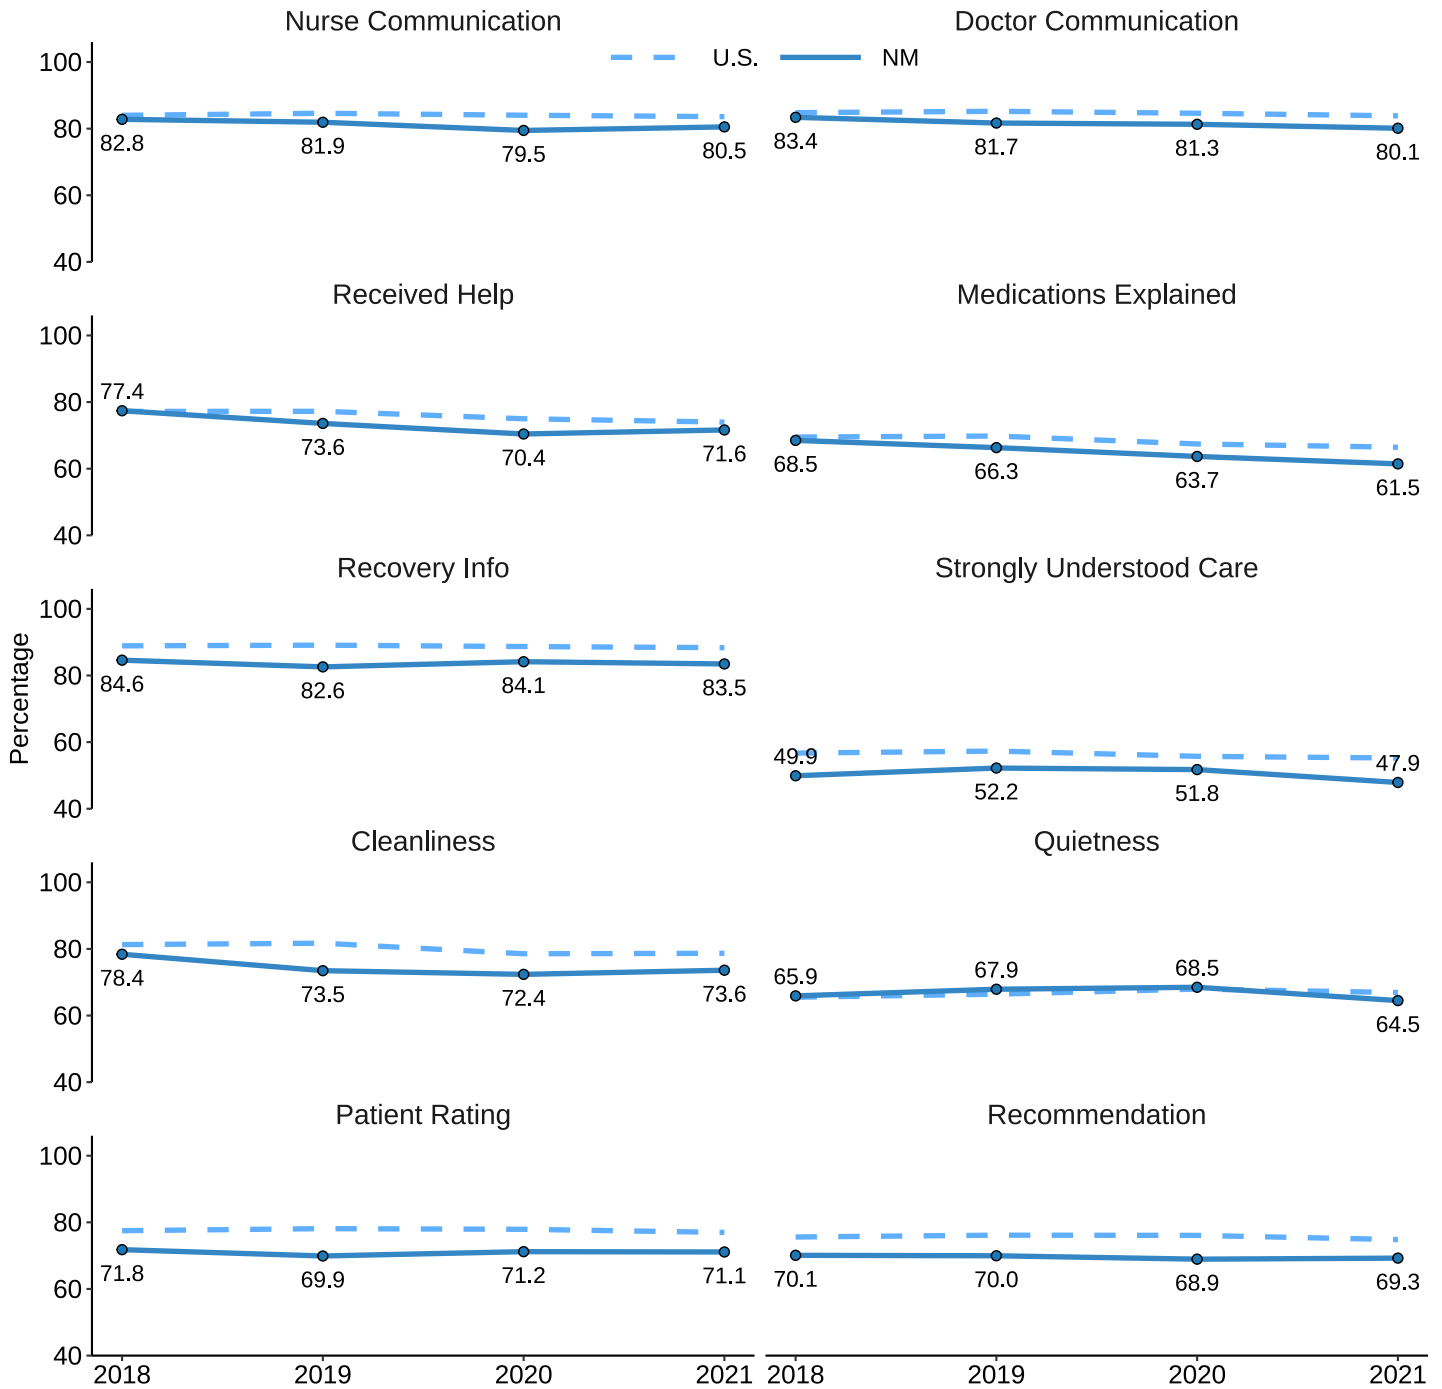 Nurse Communication
Doctor Communication
U.S. NM
100
80
60
40
82.8 81.9 79.5 80.5
83.4 81.7 81.3 80.1
Received Help
Medications Explained
100
80
60
40
77.4 73.6 70.4 71.6
68.5 66.3 63.7 61.5
Recovery Info
Strongly Understood Care
Percentage
100
80
60
40
84.6 82.6 84.1 83.5
49.9 52.2 51.8 47.9
Cleanliness
Quietness
100
80
60
40
78.4 73.5 72.4 73.6
65.9 67.9 68.5 64.5
Patient Rating
Recommendation
100
80
60
40
71.8 69.9 71.2 71.1
70.1 70.0 68.9 69.3
2018 2019 2020 2021
2018 2019 2020 2021